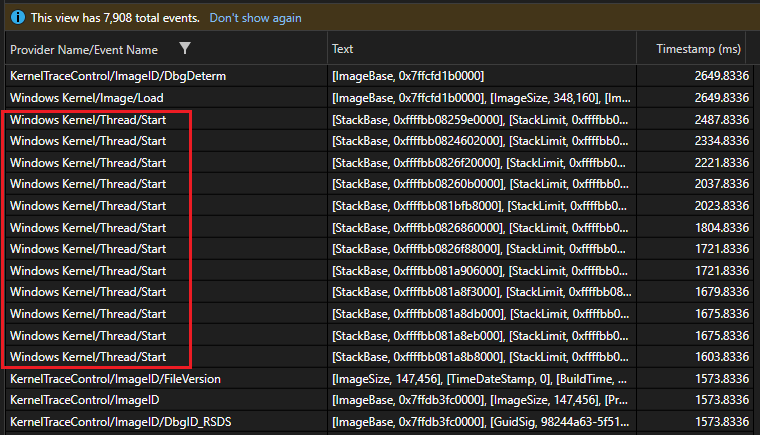 This view has 7,908 total events. Don't show again
Provider Name/Event Name Text Timestamp (ms)
KernelTraceControl/ImageID/DbgDeterm [ImageBase, 0x7ffcfd1b0000] 2649.8336
Windows Kernel/Image/Load [ImageBase, 0x7ffcfd1b0000], [ImageSize, 348,160], [Im... 2649.8336
Windows Kernel/Thread/Start [StackBase, 0xffffbb08259e0000], [StackLimit, 0xffffbb0... 2487.8336
Windows Kernel/Thread/Start [StackBase, 0xffffbb0824602000], [StackLimit, 0xffffbb0... 2334.8336
Windows Kernel/Thread/Start [StackBase, 0xffffbb0826f20000], [StackLimit, 0xffffbb0... 2221.8336
Windows Kernel/Thread/Start [StackBase, 0xffffbb08260b0000], [StackLimit, 0xffffbb0... 2037.8336
Windows Kernel/Thread/Start [StackBase, 0xffffbb081bfb8000], [StackLimit, 0xffffbb0... 2023.8336
Windows Kernel/Thread/Start [StackBase, 0xffffbb0826860000], [StackLimit, 0xffffbb0... 1804.8336
Windows Kernel/Thread/Start [StackBase, 0xffffbb0826f88000], [StackLimit, 0xffffbb0... 1721.8336
Windows Kernel/Thread/Start [StackBase, 0xffffbb081a906000], [StackLimit, 0xffffbb0... 1721.8336
Windows Kernel/Thread/Start [StackBase, 0xffffbb081a8f3000], [StackLimit, 0xffffbb08... 1679.8336
Windows Kernel/Thread/Start [StackBase, 0xffffbb081a8db000], [StackLimit, 0xffffbb0... 1675.8336
Windows Kernel/Thread/Start [StackBase, 0xffffbb081a8eb000], [StackLimit, 0xffffbb0... 1675.8336
Windows Kernel/Thread/Start [StackBase, 0xffffbb081a8b8000], [StackLimit, 0xffffbb0... 1603.8336
KernelTraceControl/ImageID/FileVersion [ImageSize, 147,456], [TimeDateStamp, 0], [BuildTime, ... 1573.8336
KernelTraceControl/ImageID [ImageBase, 0x7ffdb3fc0000], [ImageSize, 147,456], [Pr... 1573.8336
KernelTraceControl/ImageID/DbgID_RSDS [ImageBase, 0x7ffdb3fc0000], [GuidSig, 98244a63-5f51... 1573.8336